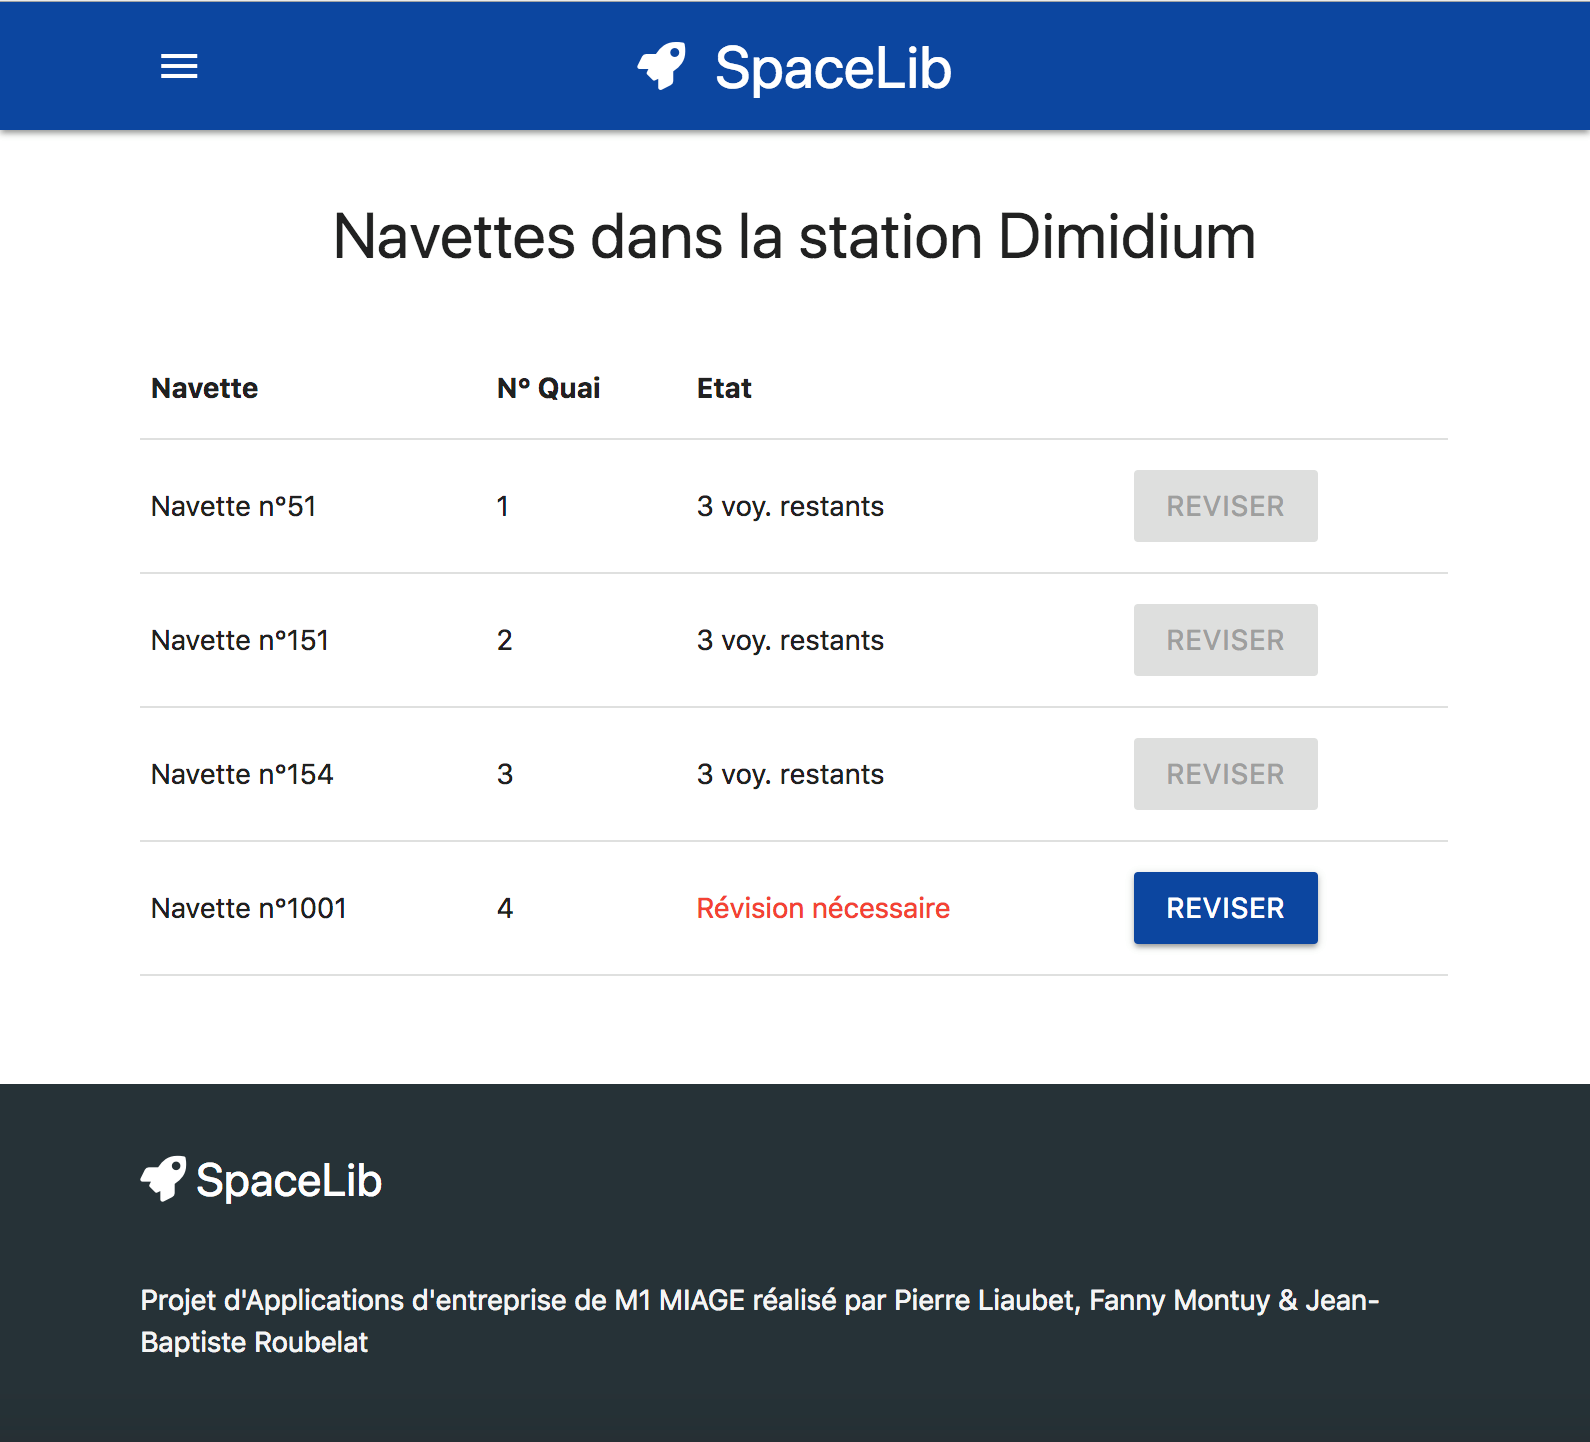 SpaceLib
Navettes dans la station Dimidium
Navette N° Quai Etat
Navette n°51 1 3 voy. restants REVISER
Navette n°151 2 3 voy. restants REVISER
Navette n°154 3 3 voy. restants REVISER
Navette n°1001 4 Révision nécessaire REVISER
SpaceLib
Projet d'Applications d'entreprise de M1 MIAGE réalisé par Pierre Liaubet, Fanny Montuy & Jean-
Baptiste Roubelat